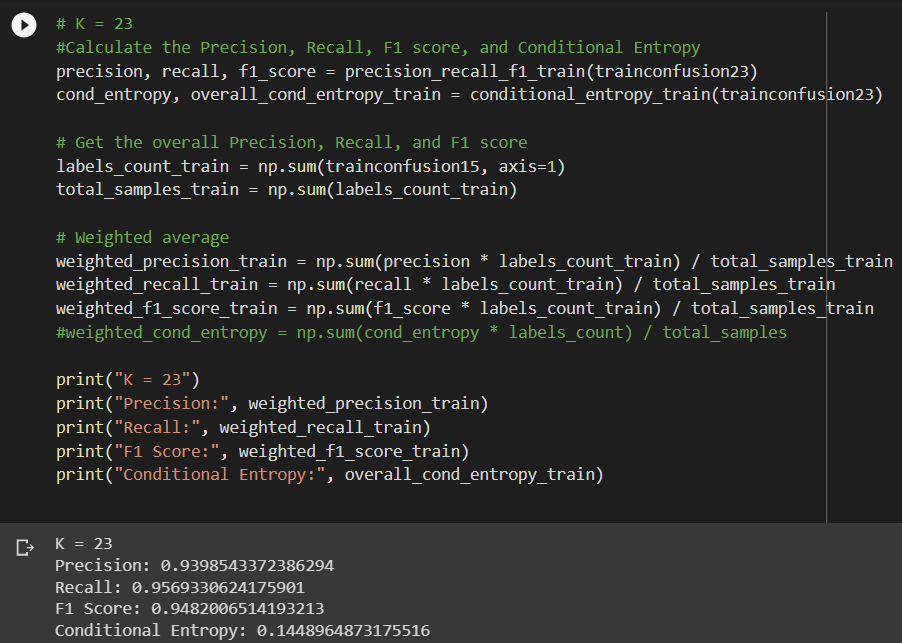 # K = 23
#Calculate the Precision, Recall, F1 score, and Conditional Entropy
precision, recall, f1_score = precision_recall_f1_train(trainconfusion23)
cond_entropy, overall_cond_entropy_train = conditional_entropy_train(trainconfusion23)
# Get the overall Precision, Recall, and F1 score
labels_count_train = np.sum(trainconfusion15, axis=1)
total_samples_train = np.sum(labels_count_train)
# Weighted average
weighted_precision_train = np.sum(precision * labels_count_train) / total_samples_train
weighted_recall_train = np.sum(recall * labels_count_train) / total_samples_train
weighted_f1_score_train = np.sum(f1_score * labels_count_train) / total_samples_train
#weighted_cond_entropy = np.sum(cond_entropy * labels_count) / total_samples
print("K = 23")
print("Precision:", weighted_precision_train)
print("Recall:", weighted_recall_train)
print("F1 Score:", weighted_f1_score_train)
print("Conditional Entropy:", overall_cond_entropy_train)
K = 23
Precision: 0.9398543372386294
Recall: 0.9569330624175901
F1 Score: 0.9482006514193213
Conditional Entropy: 0.1448964873175516